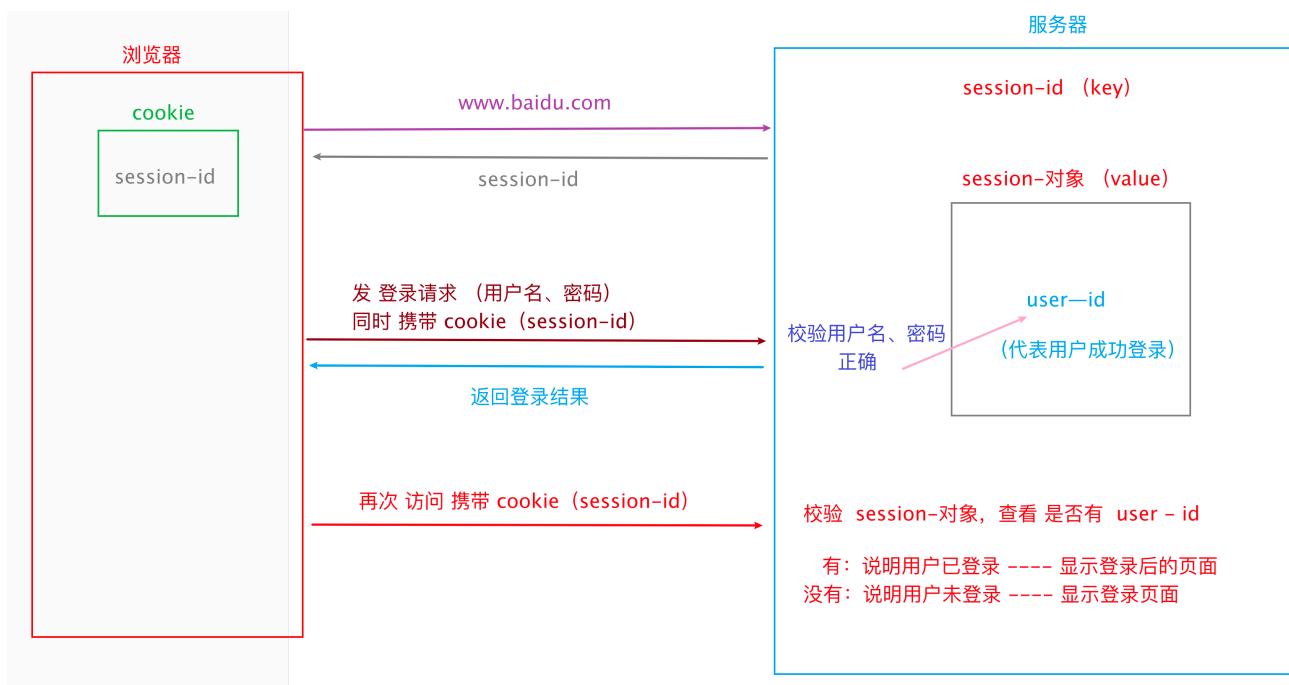 浏览器
cookie
session-id
www.baidu.com
session-id
发 登录请求 （用户名、密码）
同时 携带 cookie（session-id）
返回登录结果
再次 访问 携带 cookie（session-id）
服务器
session-id （key）
session-对象 （value）
user—id
（代表用户成功登录）
校验用户名、密码
正确
校验 session-对象，查看 是否有 user - id
有：说明用户已登录 ---- 显示登录后的页面
没有：说明用户未登录 ---- 显示登录页面